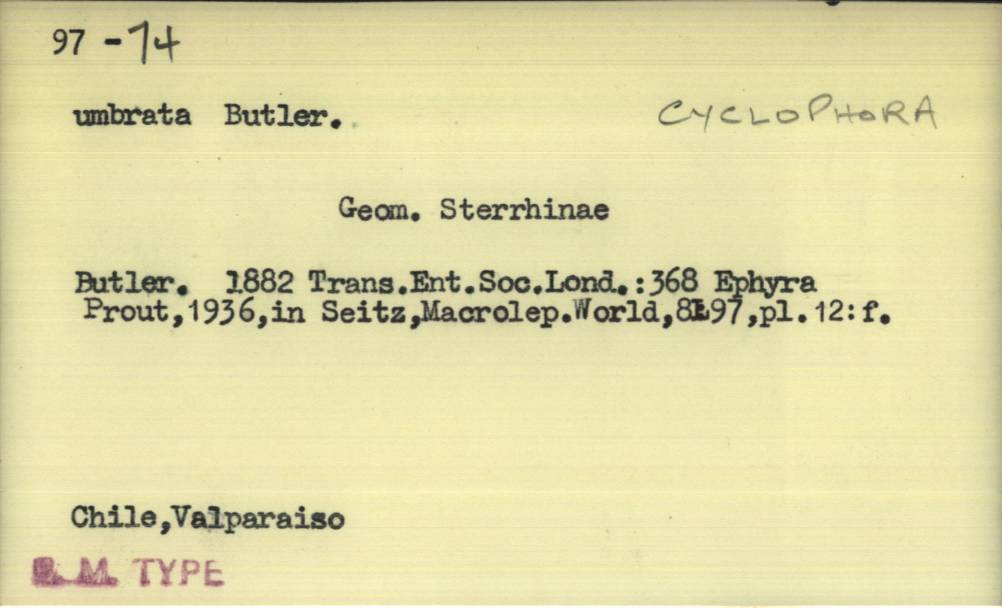 97 -74
umbrata Butler. CYCLOPHORA
Geom. Sterrhinae
Butler. 1882 Trans.Ent.Soc.Lond.:368 Ephyra
Prout,1936,in Seitz,Macrolep.World,8:97,pl.12:f.
Chile,Valparaiso
B.M. TYPE